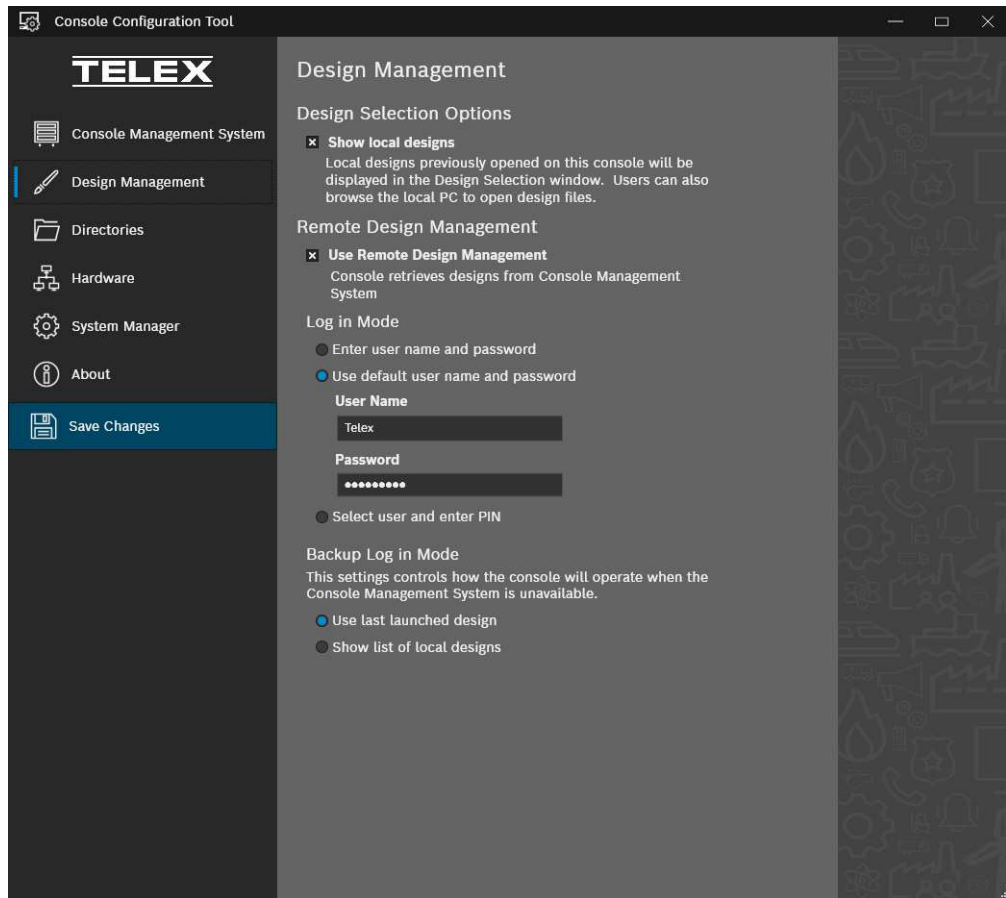 Console Configuration Tool
TELEX
Console Management System
Design Management
Directories
Hardware
System Manager
About
Save Changes
Design Management
Design Selection Options
Show local designs
Local designs previously opened on this console will be
displayed in the Design Selection window. Users can also
browse the local PC to open design files.
Remote Design Management
Use Remote Design Management
Console retrieves designs from Console Management
System
Log in Mode
Enter user name and password
Use default user name and password
User Name
Telex
Password
•••••••••
Select user and enter PIN
Backup Log in Mode
This settings controls how the console will operate when the
Console Management System is unavailable.
Use last launched design
Show list of local designs